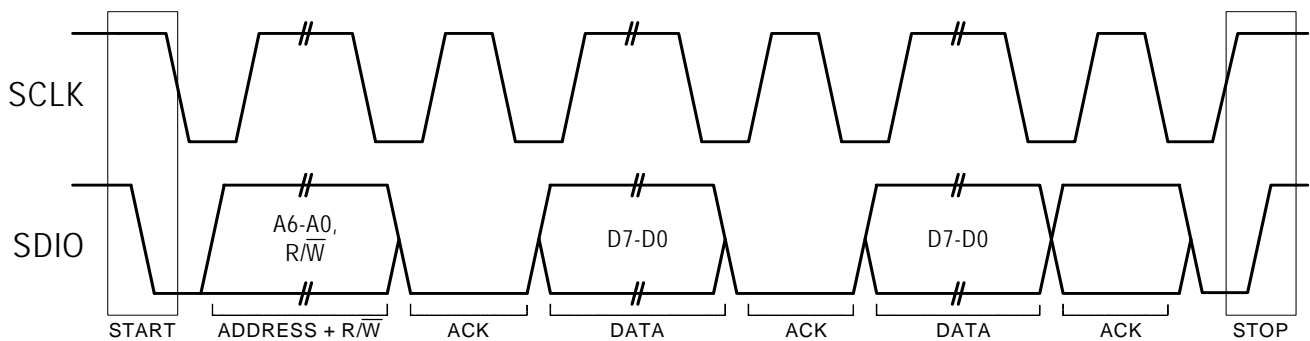 SCLK
SDIO
A6-A0,
R/W̅
D7-D0
D7-D0
START
ADDRESS + R/W̅
ACK
DATA
ACK
DATA
ACK
STOP